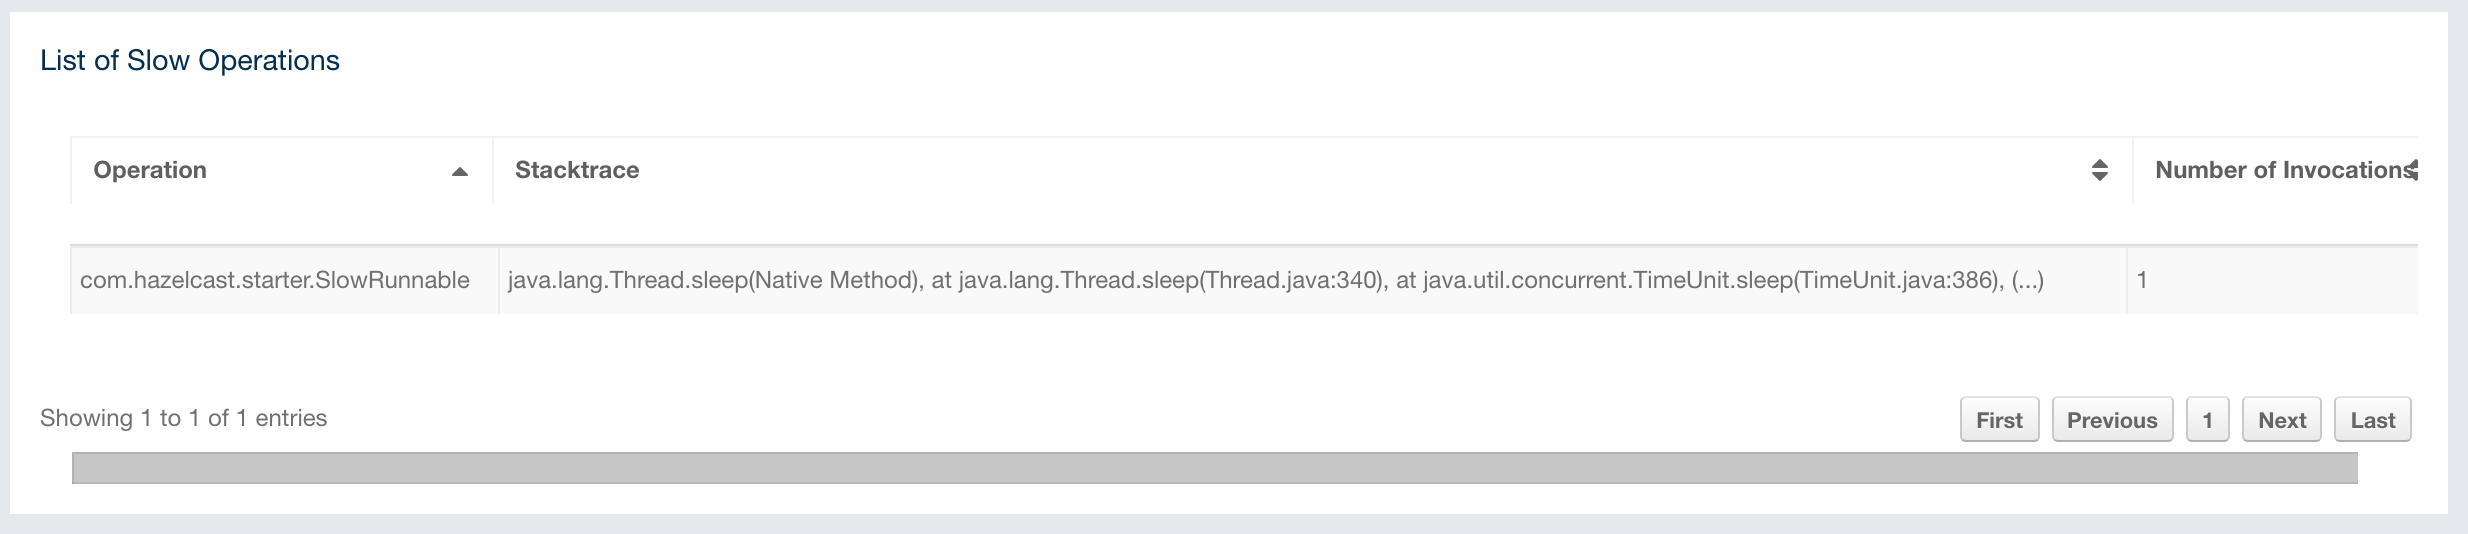 List of Slow Operations
Operation Stacktrace Number of Invocations
com.hazelcast.starter.SlowRunnable java.lang.Thread.sleep(Native Method), at java.lang.Thread.sleep(Thread.java:340), at java.util.concurrent.TimeUnit.sleep(TimeUnit.java:386), (...) 1
Showing 1 to 1 of 1 entries First Previous 1 Next Last